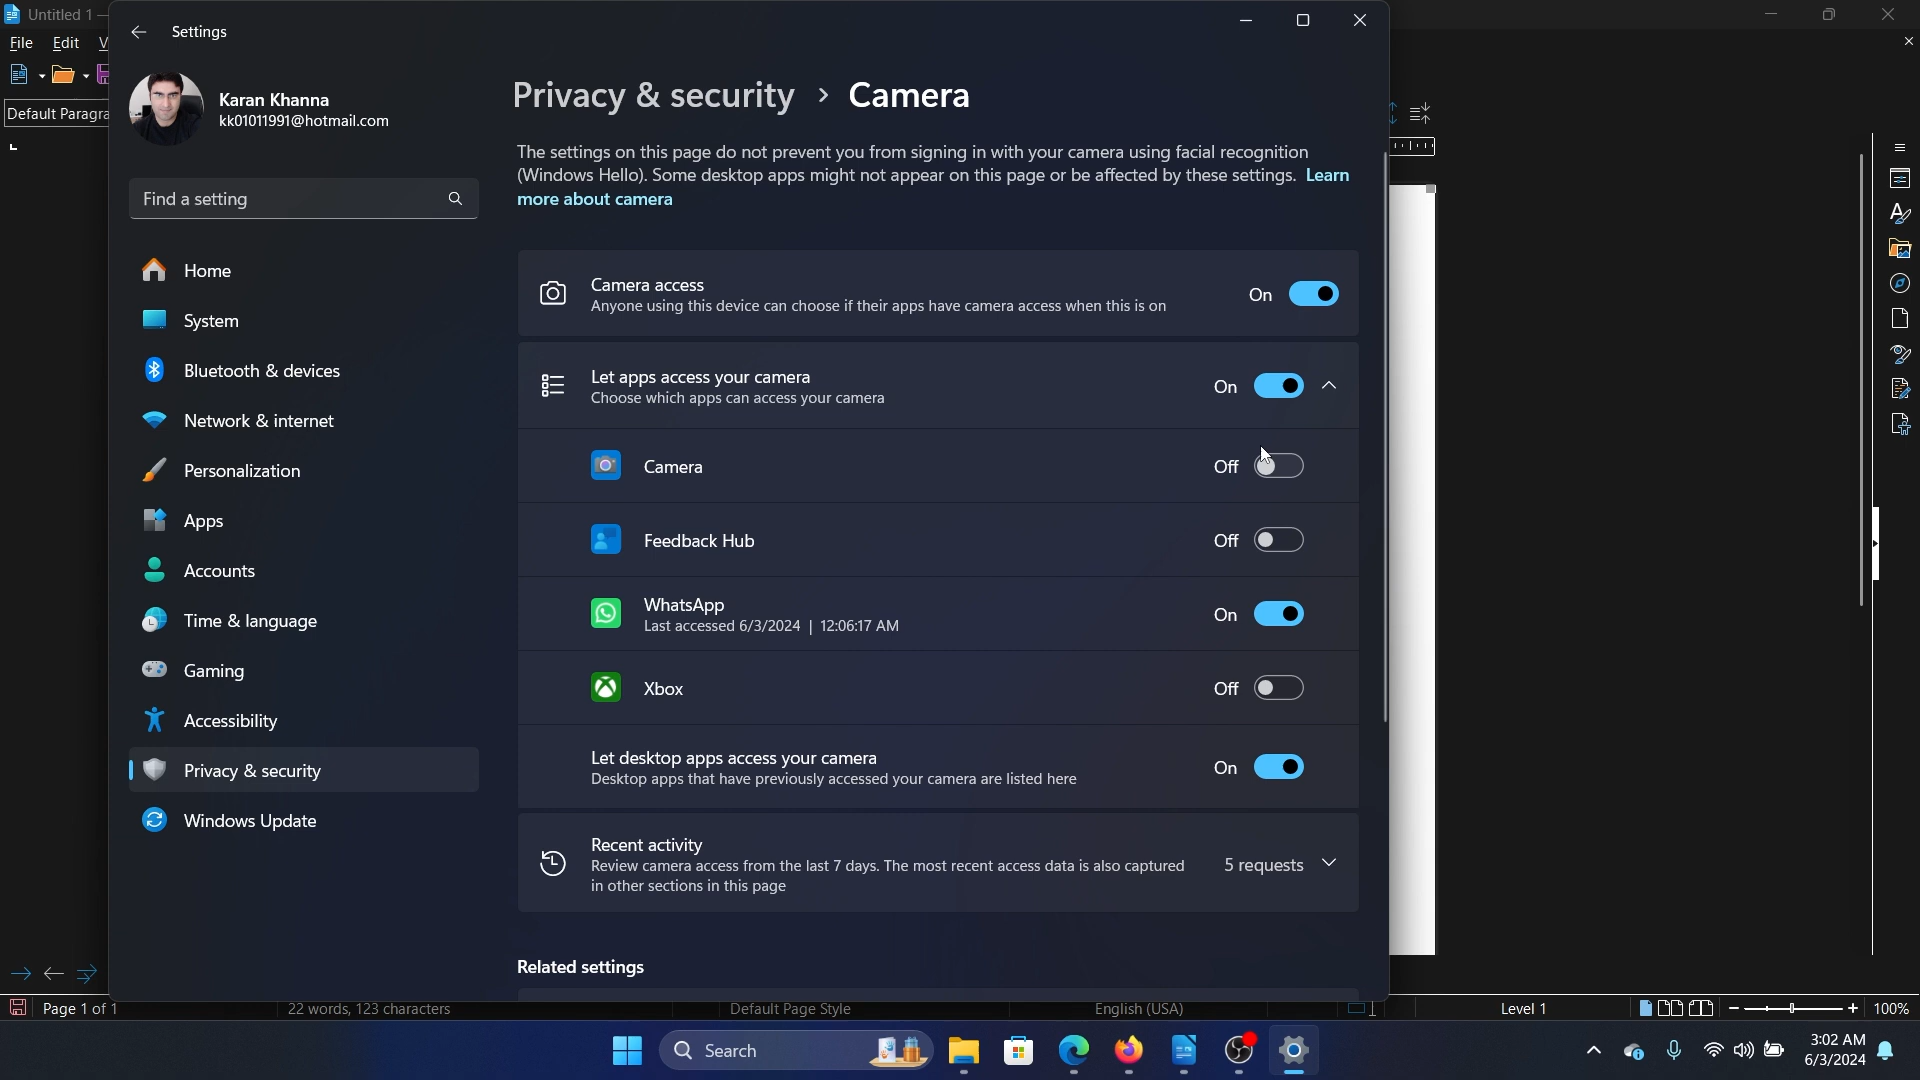 Untitled 1 —
File Edit V
Default Paragra
Settings
Karan Khanna
kk01011991@hotmail.com
Find a setting
Home
System
Bluetooth & devices
Network & internet
Personalization
Apps
Accounts
Time & language
Gaming
Accessibility
Privacy & security
Windows Update
Privacy & security > Camera
The settings on this page do not prevent you from signing in with your camera using facial recognition
(Windows Hello). Some desktop apps might not appear on this page or be affected by these settings. Learn
more about camera
Camera access
Anyone using this device can choose if their apps have camera access when this is on
On
Let apps access your camera
Choose which apps can access your camera
On
Camera
Off
Feedback Hub
Off
WhatsApp
Last accessed 6/3/2024 | 12:06:17 AM
On
Xbox
Off
Let desktop apps access your camera
Desktop apps that have previously accessed your camera are listed here
On
Recent activity
Review camera access from the last 7 days. The most recent access data is also captured
in other sections in this page
5 requests
Related settings
Page 1 of 1
22 words, 123 characters
Default Page Style
English (USA)
Level 1
100%
Search
3:02 AM
6/3/2024